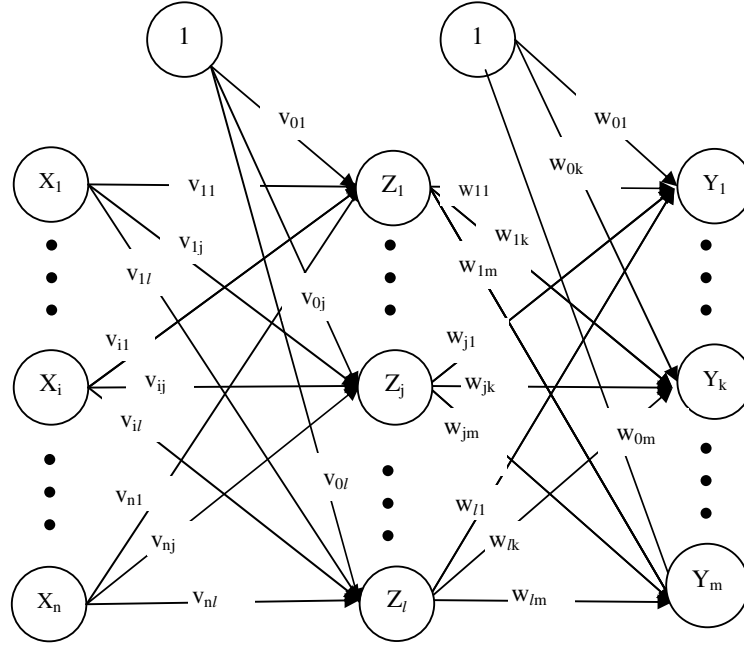 1 1
v01 w01
w0k
X1 v11 Z1 w11 Y1
v1j w1k
v1l w1m
v0j
vi1 wj1
Xi vij Zj wjk Yk
vil wjm
w0m
v0l
vn1 wl1
vnj wlk
Xn vnl Zl wlm Ym